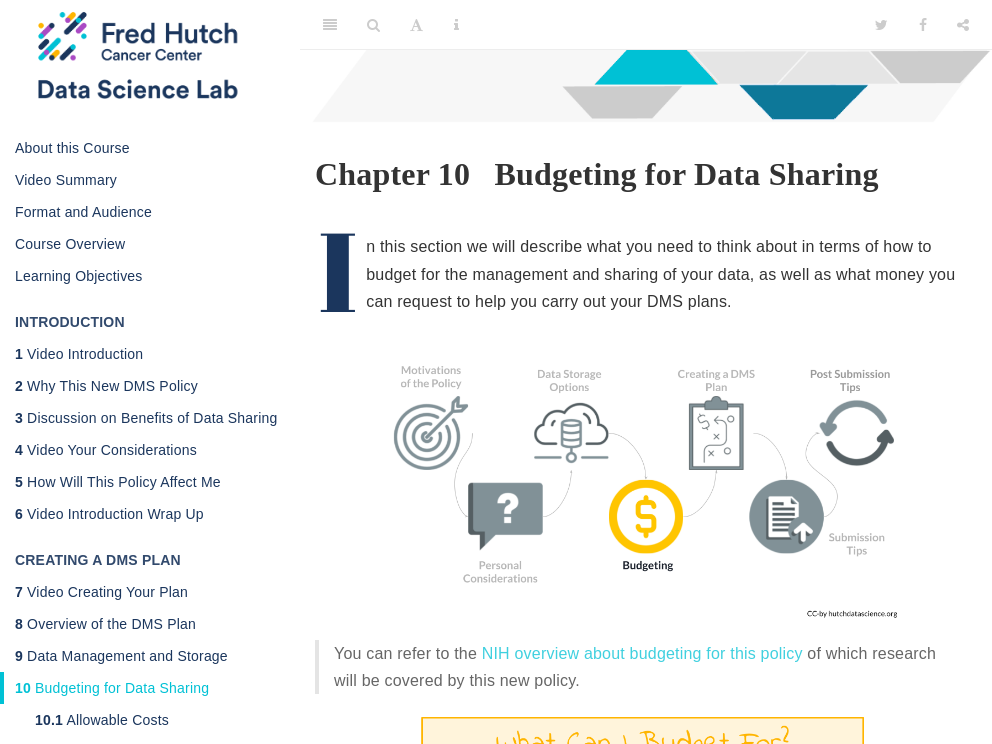 Fred Hutch
Cancer Center
Data Science Lab
About this Course
Video Summary
Format and Audience
Course Overview
Learning Objectives
INTRODUCTION
1 Video Introduction
2 Why This New DMS Policy
3 Discussion on Benefits of Data Sharing
4 Video Your Considerations
5 How Will This Policy Affect Me
6 Video Introduction Wrap Up
CREATING A DMS PLAN
7 Video Creating Your Plan
8 Overview of the DMS Plan
9 Data Management and Storage
10 Budgeting for Data Sharing
10.1 Allowable Costs
Chapter 10 Budgeting for Data Sharing
In this section we will describe what you need to think about in terms of how to
budget for the management and sharing of your data, as well as what money you
can request to help you carry out your DMS plans.
Motivations
of the Policy
Data Storage
Options
Creating a DMS
Plan
Post Submission
Tips
Personal
Considerations
Budgeting
Submission
Tips
CC-by hutchdatascience.org
You can refer to the NIH overview about budgeting for this policy of which research
will be covered by this new policy.
What Can I Budget For?